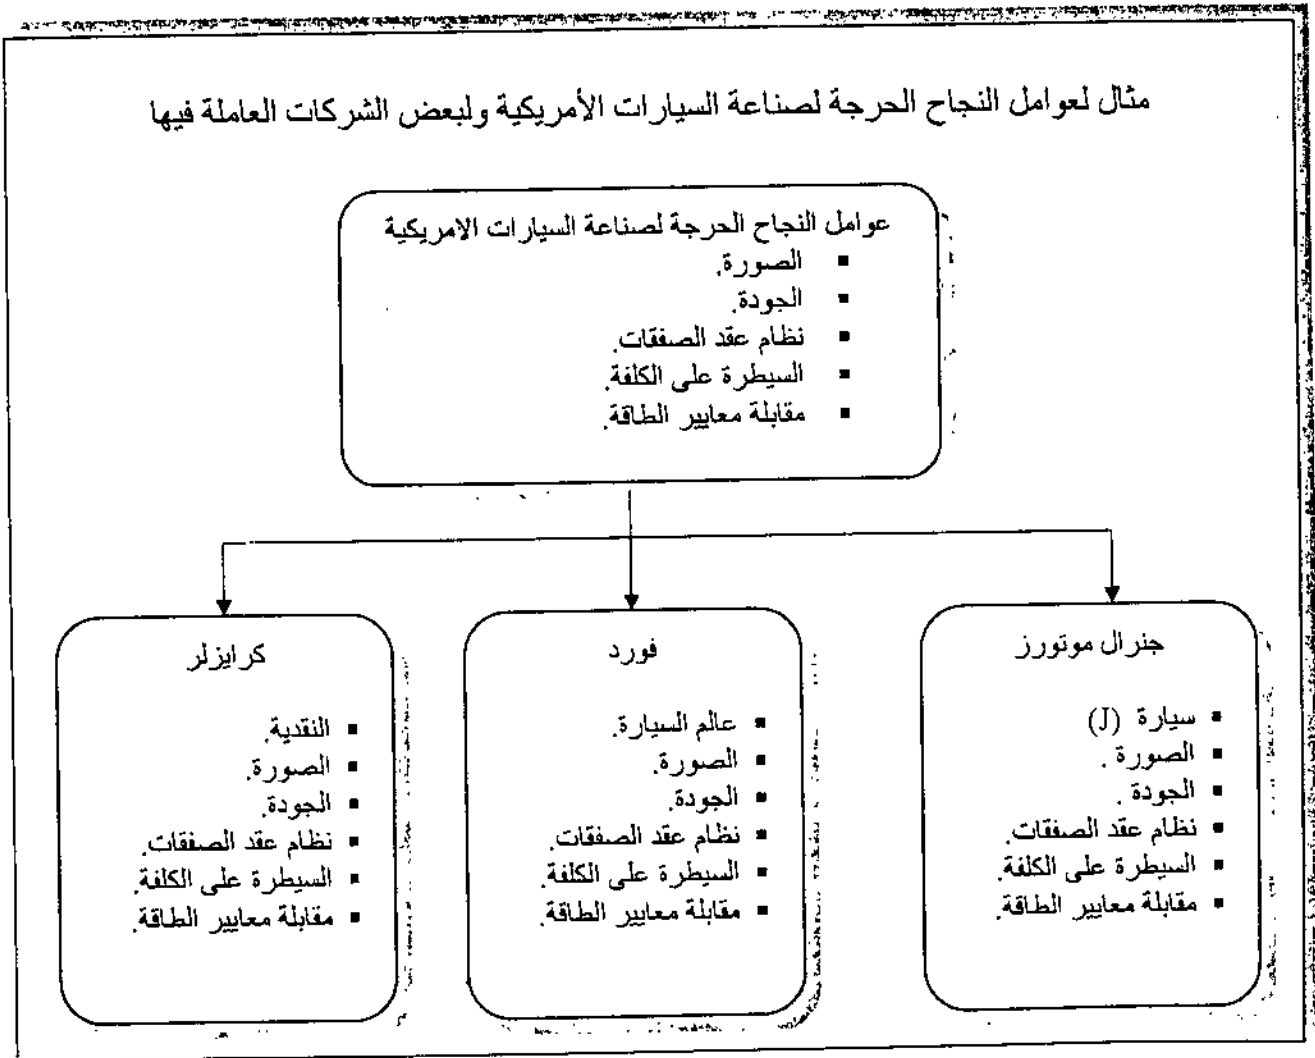 مثال لعوامل النجاح الحرجة لصناعة السيارات الأمريكية ولبعض الشركات العاملة فيها
عوامل النجاح الحرجة لصناعة السيارات الامريكية
▪ الصورة.
▪ الجودة.
▪ نظام عقد الصفقات.
▪ السيطرة على الكلفة.
▪ مقابلة معايير الطاقة.
جنرال موتورز
▪ سيارة (J)
▪ الصورة .
▪ الجودة .
▪ نظام عقد الصفقات.
▪ السيطرة على الكلفة.
▪ مقابلة معايير الطاقة.
فورد
▪ عالم السيارة.
▪ الصورة.
▪ الجودة.
▪ نظام عقد الصفقات.
▪ السيطرة على الكلفة.
▪ مقابلة معايير الطاقة.
كرايزلر
▪ النقدية.
▪ الصورة.
▪ الجودة.
▪ نظام عقد الصفقات.
▪ السيطرة على الكلفة.
▪ مقابلة معايير الطاقة.